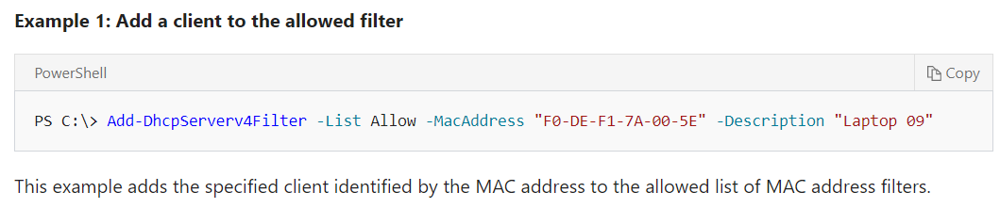 Example 1: Add a client to the allowed filter
PowerShell
Copy
PS C:\> Add-DhcpServerv4Filter -List Allow -MacAddress "F0-DE-F1-7A-00-5E" -Description "Laptop 09"
This example adds the specified client identified by the MAC address to the allowed list of MAC address filters.